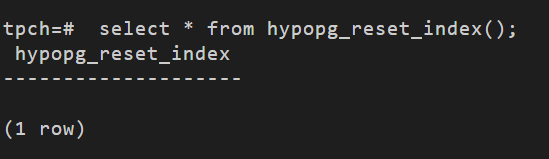 tpch=#  select * from hypopg_reset_index();
 hypopg_reset_index
--------------------

(1 row)